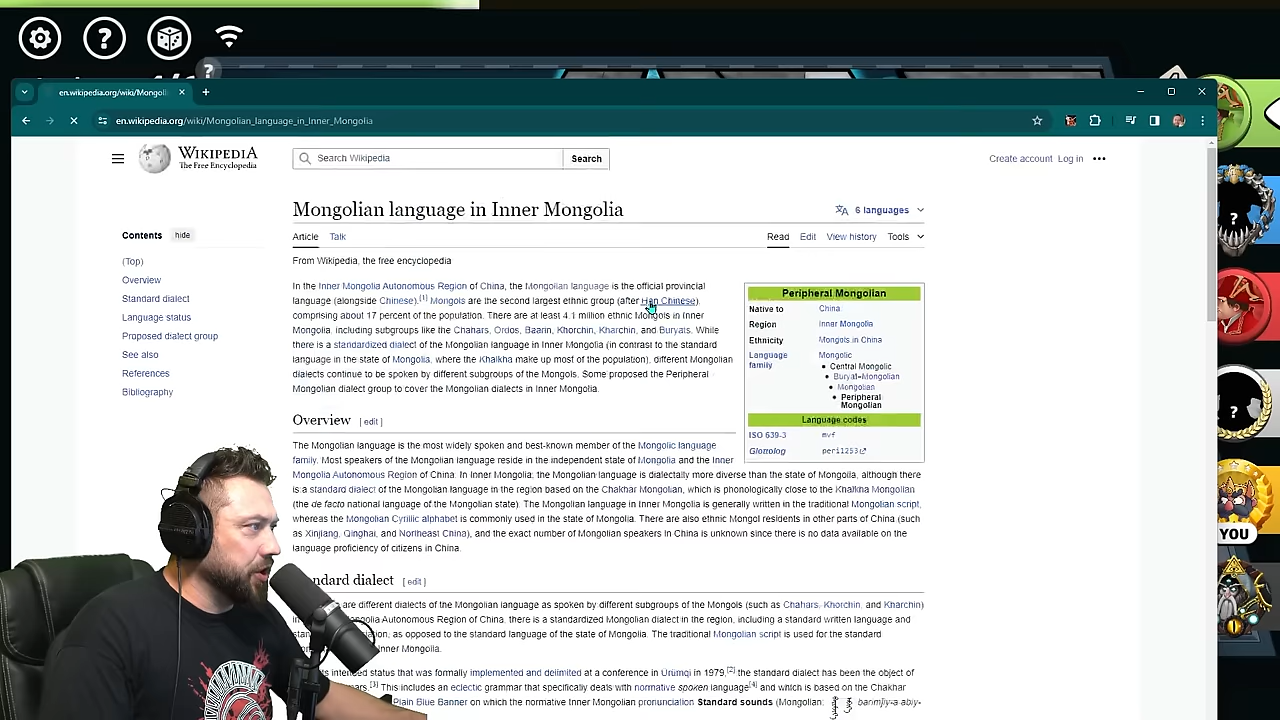 ?
en.wikipedia.org/wiki/Mongoli
en.wikipedia.org/wiki/Mongolian_language_in_Inner_Mongolia
WIKIPEDIA
The Free Encyclopedia
Search Wikipedia
Search
Create account Log in
Mongolian language in Inner Mongolia
6 languages
Contents hide
(Top)
Overview
Standard dialect
Language status
Proposed dialect group
See also
References
Bibliography
Article Talk
Read Edit View history Tools
From Wikipedia, the free encyclopedia
In the Inner Mongolia Autonomous Region of China, the Mongolian language is the official provincial
language (alongside Chinese).[1] Mongols are the second largest ethnic group (after Han Chinese),
comprising about 17 percent of the population. There are at least 4.1 million ethnic Mongols in Inner
Mongolia, including subgroups like the Chahars, Ordos, Baarin, Khorchin, Kharchin, and Buryats. While
there is a standardized dialect of the Mongolian language in Inner Mongolia (in contrast to the standard
language in the state of Mongolia, where the Khalkha make up most of the population), different Mongolian
dialects continue to be spoken by different subgroups of the Mongols. Some proposed the Peripheral
Mongolian dialect group to cover the Mongolian dialects in Inner Mongolia.
Peripheral Mongolian
Native to China
Region Inner Mongolia
Ethnicity Mongols in China
Language family Mongolic
Central Mongolic
Buryat–Mongolian
Mongolian
Peripheral
Mongolian
Language codes
ISO 639-3 mvf
Glottolog peri1253
Overview [ edit ]
The Mongolian language is the most widely spoken and best-known member of the Mongolic language
family. Most speakers of the Mongolian language reside in the independent state of Mongolia and the Inner
Mongolia Autonomous Region of China. In Inner Mongolia, the Mongolian language is dialectally more diverse than the state of Mongolia, although there
is a standard dialect of the Mongolian language in the region based on the Chakhar Mongolian, which is phonologically close to the Khalkha Mongolian
(the de facto national language of the Mongolian state). The Mongolian language in Inner Mongolia is generally written in the traditional Mongolian script,
whereas the Mongolian Cyrillic alphabet is commonly used in the state of Mongolia. There are also ethnic Mongol residents in other parts of China (such
as Xinjiang, Qinghai, and Northeast China), and the exact number of Mongolian speakers in China is unknown since there is no data available on the
language proficiency of citizens in China.
ndard dialect [ edit ]
are different dialects of the Mongolian language as spoken by different subgroups of the Mongols (such as Chahars, Khorchin, and Kharchin)
olia Autonomous Region of China, there is a standardized Mongolian dialect in the region, including a standard written language and
ation, as opposed to the standard language of the state of Mongolia. The traditional Mongolian script is used for the standard
Mongolia.
intended status that was formally implemented and delimited at a conference in Ürümqi in 1979,[2] the standard dialect has been the object of
ars.[3] This includes an eclectic grammar that specifically deals with normative spoken language[4] and which is based on the Chakhar
Plain Blue Banner on which the normative Inner Mongolian pronunciation Standard sounds (Mongolian:
?
?
YOU